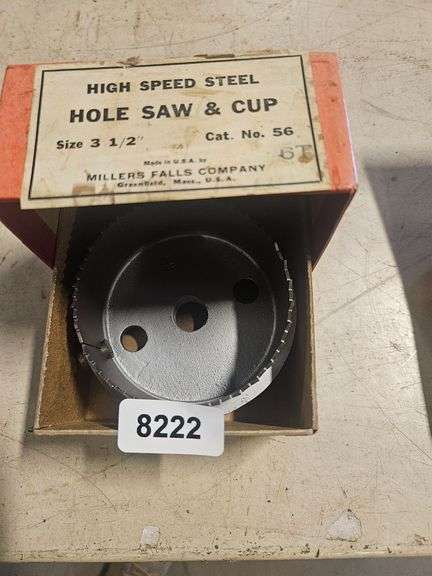 HIGH SPEED STEEL
HOLE SAW & CUP
Size 3 1/2" Cat. No. 56
6T
Made in U.S.A. by
MILLERS FALLS COMPANY
Greenfield, Mass., U.S.A.
8222